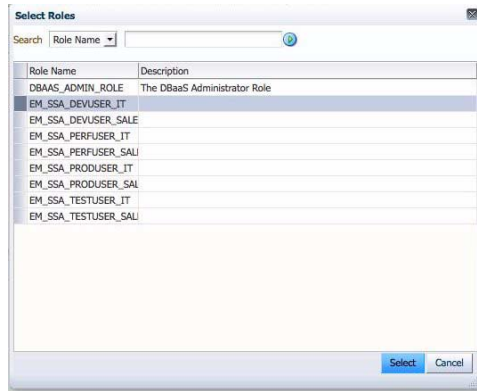 Select Roles
Search Role Name
Role Name Description
DBAAS_ADMIN_ROLE The DBaaS Administrator Role
EM_SSA_DEVUSER_IT
EM_SSA_DEVUSER_SALE
EM_SSA_PERFUSER_IT
EM_SSA_PERFUSER_SAL
EM_SSA_PRODUSER_IT
EM_SSA_PRODUSER_SAL
EM_SSA_TESTUSER_IT
EM_SSA_TESTUSER_SAL
Select Cancel